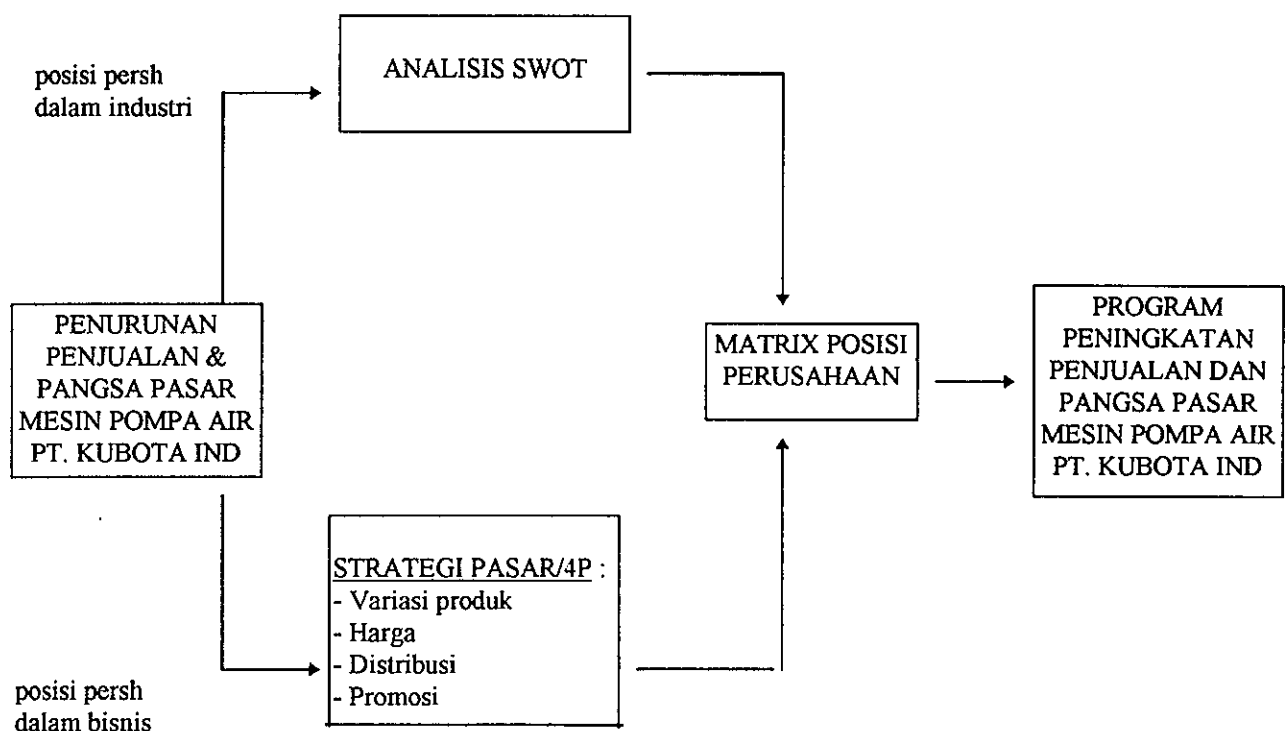 posisi persh
dalam industri
ANALISIS SWOT
PENURUNAN
PENJUALAN &
PANGSA PASAR
MESIN POMPA AIR
PT. KUBOTA IND
MATRIX POSISI
PERUSAHAAN
PROGRAM
PENINGKATAN
PENJUALAN DAN
PANGSA PASAR
MESIN POMPA AIR
PT. KUBOTA IND
STRATEGI PASAR/4P :
- Variasi produk
- Harga
- Distribusi
- Promosi
posisi persh
dalam bisnis